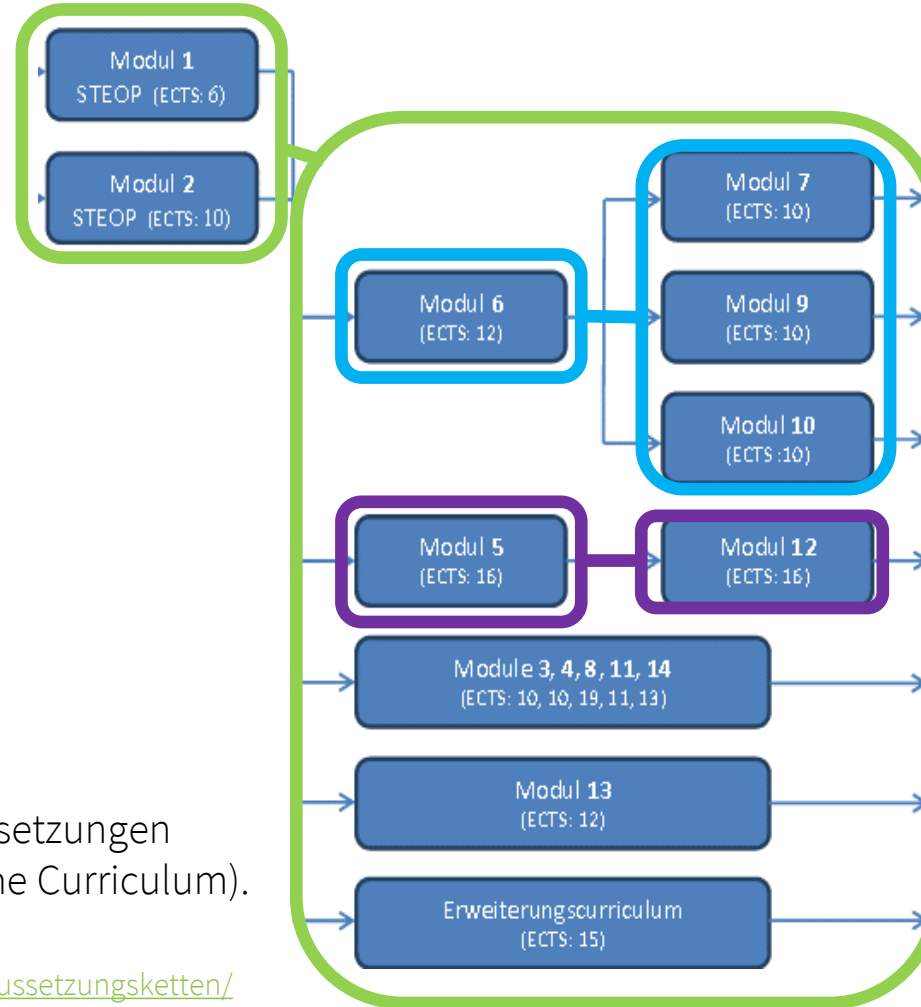 Modul 1
STEOP (ECTS: 6)
Modul 2
STEOP (ECTS: 10)
Modul 6
(ECTS: 12)
Modul 7
(ECTS: 10)
Modul 9
(ECTS: 10)
Modul 10
(ECTS :10)
Modul 5
(ECTS: 16)
Modul 12
(ECTS: 16)
Module 3, 4, 8, 11, 14
(ECTS: 10, 10, 19, 11, 13)
Modul 13
(ECTS: 12)
Erweiterungscurriculum
(ECTS: 15)
setzungen
ne Curriculum).
ussetzungsketten/